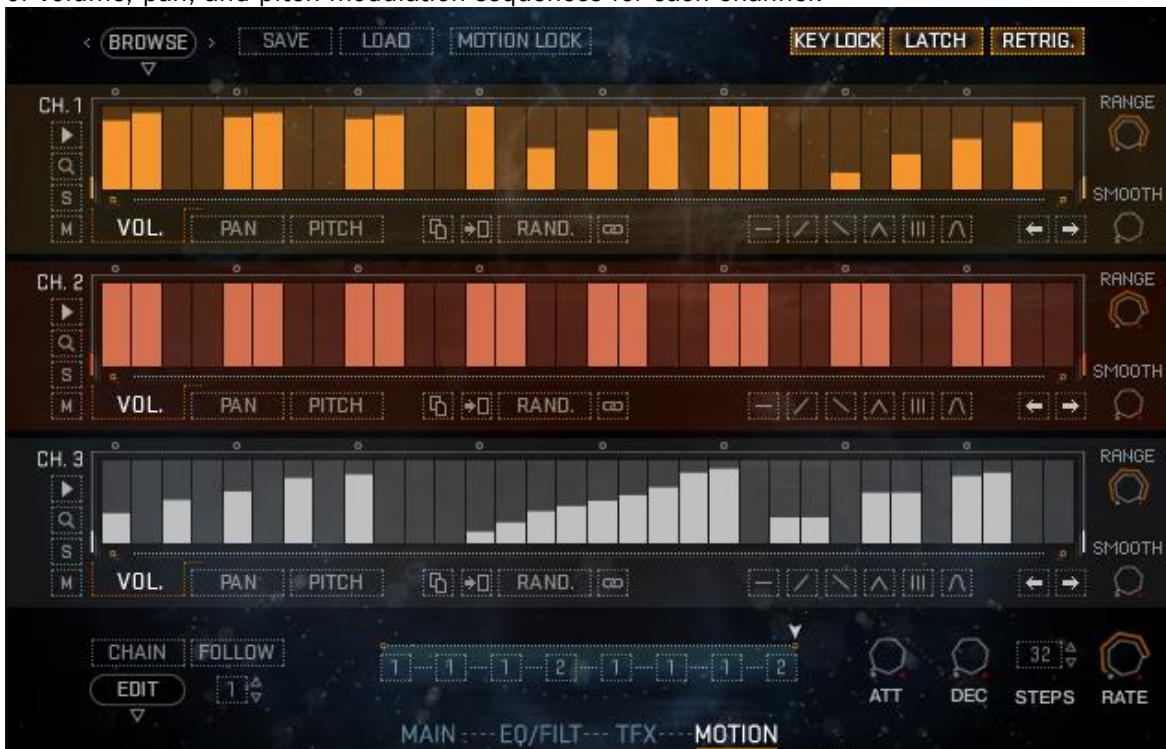 of volume, pan, and pitch modulation sequences for each channel.
< BROWSE > SAVE LOAD MOTION LOCK KEY LOCK LATCH RETRIG.
CH. 1 RANGE
S SMOOTH
M VOL. PAN PITCH RAND.
CH. 2 RANGE
S SMOOTH
M VOL. PAN PITCH RAND.
CH. 3 RANGE
S SMOOTH
M VOL. PAN PITCH RAND.
CHAIN FOLLOW
1 1 1 2 1 1 1 2 32
EDIT 1 ATT DEC STEPS RATE
MAIN ---- EQ/FILT --- TFX ---- MOTION